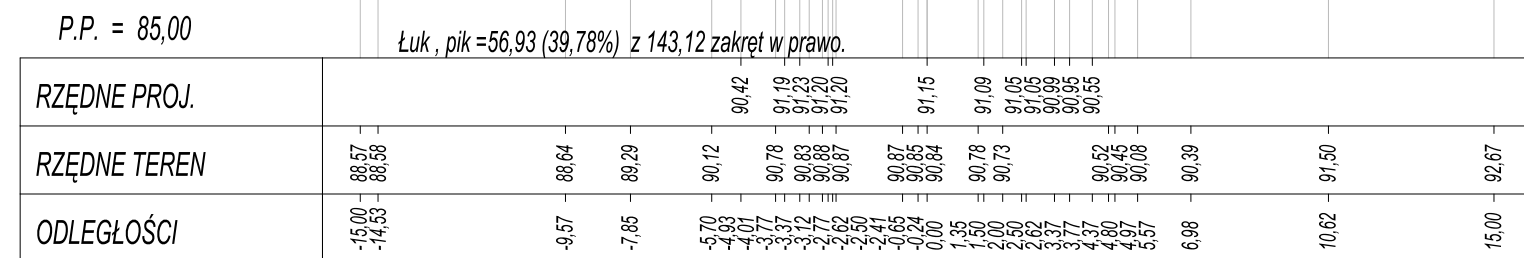 P.P. = 85,00
Łuk , pik =56,93 (39,78%) z 143,12 zakręt w prawo.
RZĘDNE PROJ. 90,42 91,19 91,23 91,20 91,20 91,15 91,09 91,05 91,05 90,99 90,95 90,55
RZĘDNE TEREN 88,57 88,58 88,64 89,29 90,12 90,78 90,83 90,88 90,87 90,87 90,85 90,84 90,78 90,73 90,52 90,45 90,08 90,39 91,50 92,67
ODLEGŁOŚCI -15,00 -14,53 -9,57 -7,85 -5,70 -4,93 -4,01 -3,77 -3,37 -3,12 -2,77 -2,62 -2,50 -2,41 -0,65 -0,24 0,00 1,35 1,50 2,00 2,50 2,62 3,37 3,77 4,37 4,80 4,97 5,57 6,98 10,62 15,00